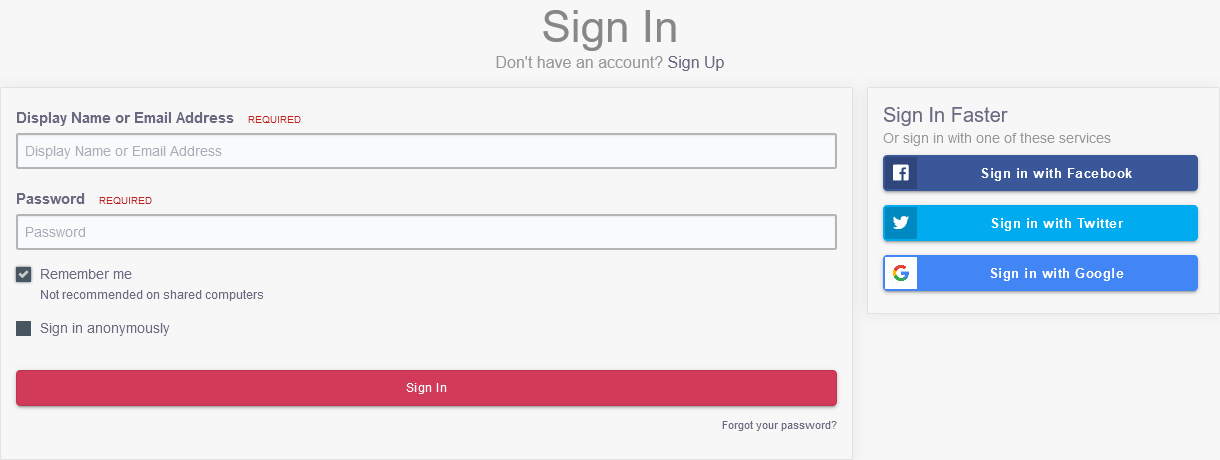 Sign In
Don't have an account? Sign Up
Display Name or Email Address REQUIRED
Display Name or Email Address
Password REQUIRED
Password
Remember me
Not recommended on shared computers
Sign in anonymously
Sign In
Forgot your password?
Sign In Faster
Or sign in with one of these services
Sign in with Facebook
Sign in with Twitter
Sign in with Google